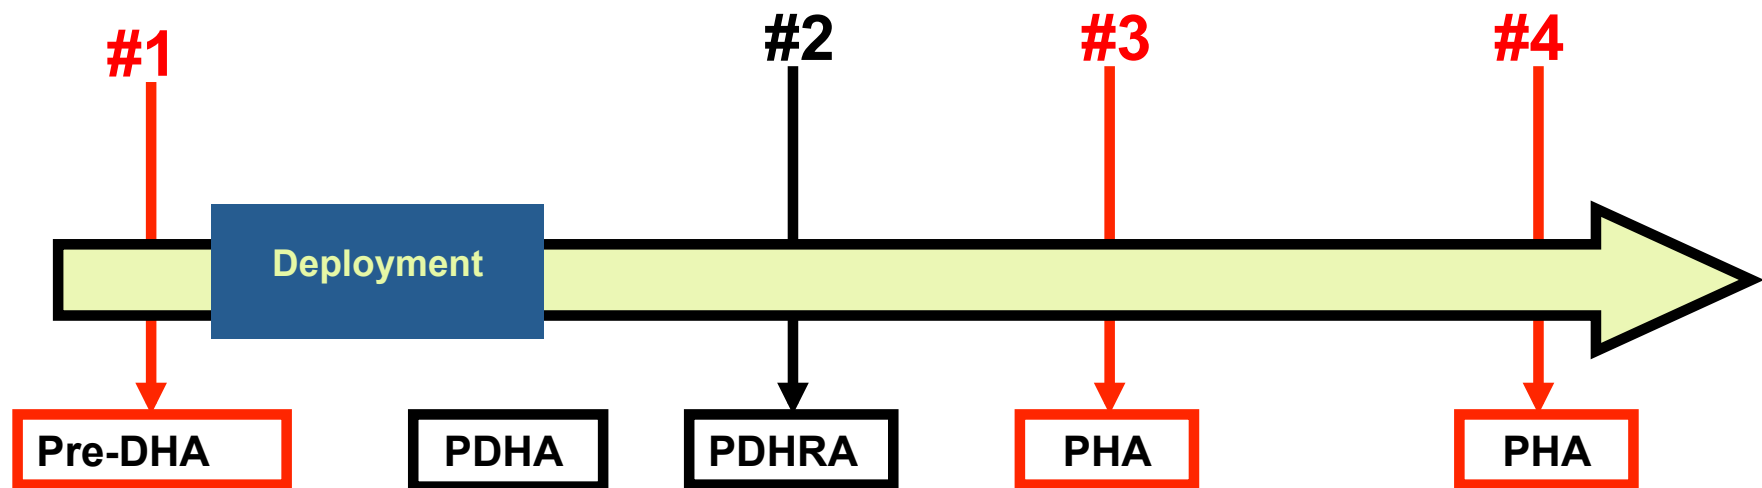 #1
#2
#3
#4
Deployment
Pre-DHA
PDHA
PDHRA
PHA
PHA